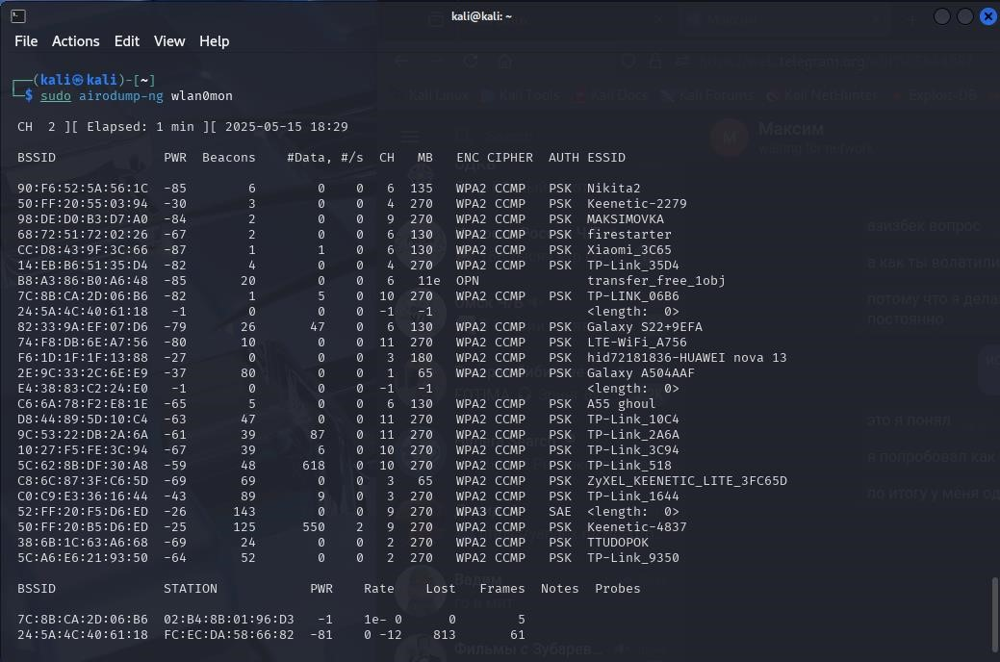 kali@kali: ~
File Actions Edit View Help
┌──(kali㉿kali)-[~]
└─$ sudo airodump-ng wlan0mon
CH 2 ][ Elapsed: 1 min ][ 2025-05-15 18:29
BSSID PWR Beacons #Data, #/s CH MB ENC CIPHER AUTH ESSID
90:F6:52:5A:56:1C -85 6 0 0 6 135 WPA2 CCMP PSK Nikita2
50:FF:20:55:03:94 -30 3 0 0 4 270 WPA2 CCMP PSK Keenetic-2279
98:DE:D0:B3:D7:A0 -84 2 0 0 9 270 WPA2 CCMP PSK MAKSIMOVKA
68:72:51:72:02:26 -67 2 0 0 6 130 WPA2 CCMP PSK firestarter
CC:D8:43:9F:3C:66 -87 1 1 0 6 130 WPA2 CCMP PSK Xiaomi_3C65
14:EB:B6:51:35:D4 -82 4 0 0 4 270 WPA2 CCMP PSK TP-Link_35D4
B8:A3:86:B0:A6:48 -85 20 0 0 6 11e OPN transfer_free_1obj
7C:8B:CA:2D:06:B6 -82 1 5 0 10 270 WPA2 CCMP PSK TP-LINK_06B6
24:5A:4C:40:61:18 -1 0 0 0 -1 -1 <length: 0>
82:33:9A:EF:07:D6 -79 26 47 0 6 130 WPA2 CCMP PSK Galaxy S22+9EFA
74:F8:DB:6E:A7:56 -80 10 0 0 11 270 WPA2 CCMP PSK LTE-WiFi_A756
F6:1D:1F:1F:13:88 -27 0 0 0 3 180 WPA2 CCMP PSK hid72181836-HUAWEI nova 13
2E:9C:33:2C:6E:E9 -37 80 0 0 1 65 WPA2 CCMP PSK Galaxy A504AAF
E4:38:83:C2:24:E0 -1 0 0 0 -1 -1 <length: 0>
C6:6A:78:F2:E8:1E -65 5 0 0 6 130 WPA2 CCMP PSK A55 ghoul
D8:44:89:5D:10:C4 -63 47 0 0 11 270 WPA2 CCMP PSK TP-Link_10C4
9C:53:22:DB:2A:6A -61 39 87 0 11 270 WPA2 CCMP PSK TP-Link_2A6A
10:27:F5:FE:3C:94 -67 39 6 0 10 270 WPA2 CCMP PSK TP-Link_3C94
5C:62:8B:DF:30:A8 -59 48 618 0 10 270 WPA2 CCMP PSK TP-Link_518
C8:6C:87:3F:C6:5D -69 69 0 0 3 65 WPA2 CCMP PSK ZyXEL_KEENETIC_LITE_3FC65D
C0:C9:E3:36:16:44 -43 89 9 0 3 270 WPA2 CCMP PSK TP-Link_1644
52:FF:20:F5:D6:ED -26 143 0 0 9 270 WPA3 CCMP SAE <length: 0>
50:FF:20:B5:D6:ED -25 125 550 2 9 270 WPA2 CCMP PSK Keenetic-4837
38:6B:1C:63:A6:68 -69 24 0 0 2 270 WPA2 CCMP PSK TTUDOPOK
5C:A6:E6:21:93:50 -64 52 0 0 2 270 WPA2 CCMP PSK TP-Link_9350
BSSID STATION PWR Rate Lost Frames Notes Probes
7C:8B:CA:2D:06:B6 02:B4:8B:01:96:D3 -1 1e- 0 0 5
24:5A:4C:40:61:18 FC:EC:DA:58:66:82 -81 0 -12 813 61
Kali Linux Kali Tools Kali Docs Kali Forums Kali NetHunter Exploit-DB
Максим
waiting for network
азизбек вопрос
а как ты
потому что я
постоянно
это я понял
я попробовал как
по итогу у меня
Вадим
Фильмы с Зубарев...